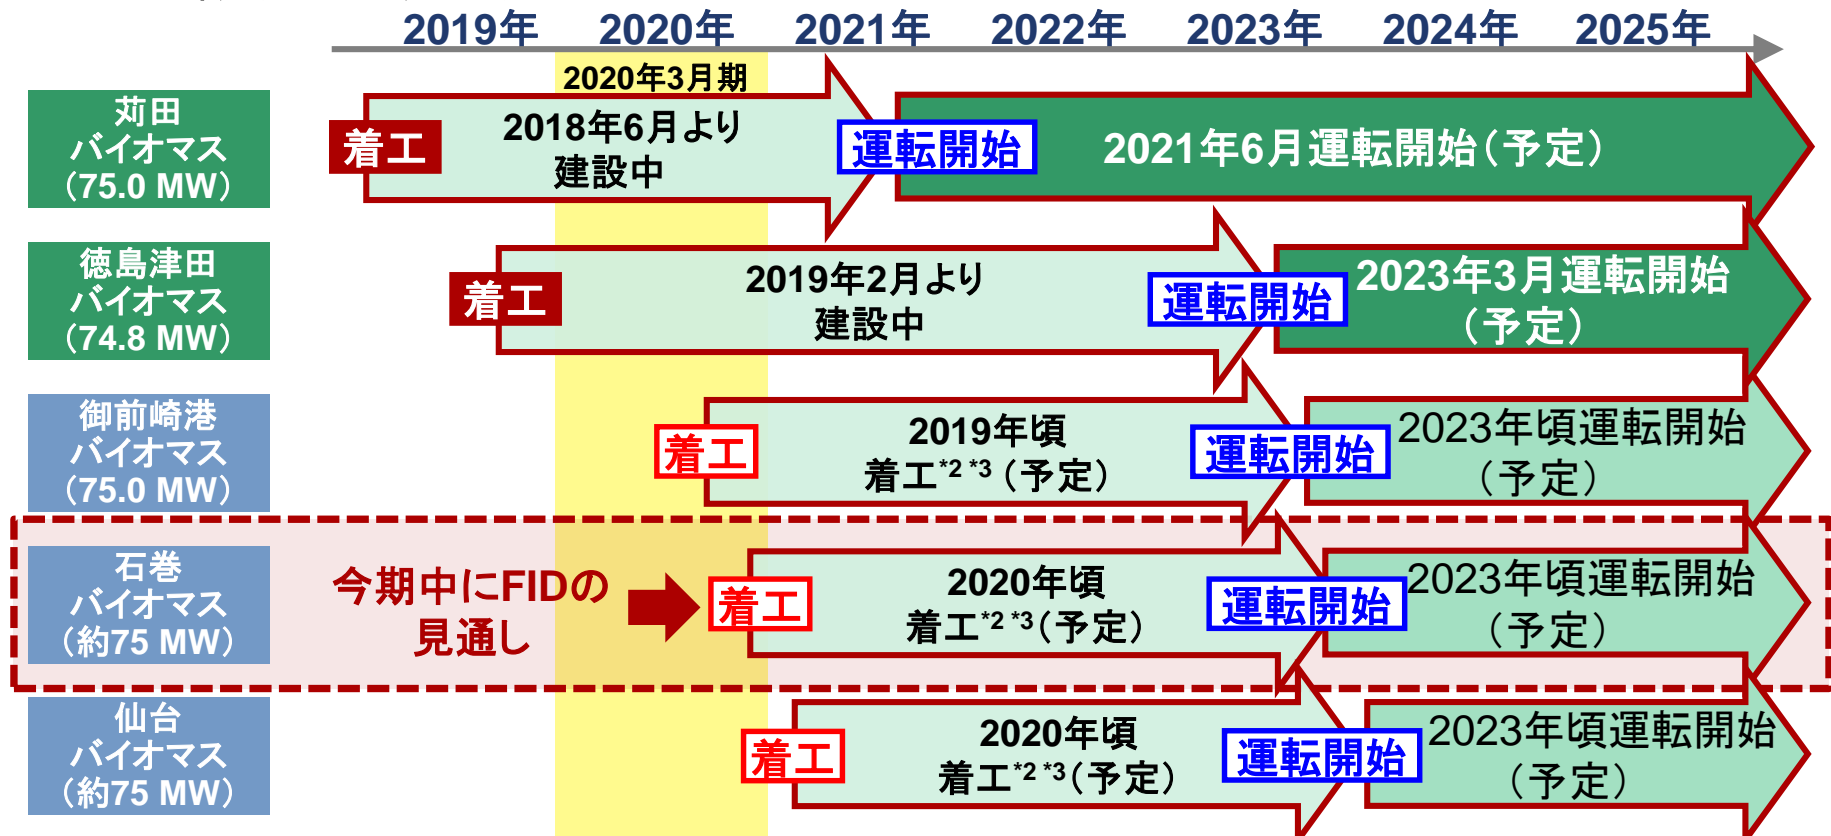 2019年 2020年 2021年 2022年 2023年 2024年 2025年
2020年3月期
苅田
バイオマス
(75.0 MW)
着工
2018年6月より
建設中
運転開始
2021年6月運転開始(予定)
徳島津田
バイオマス
(74.8 MW)
着工
2019年2月より
建設中
運転開始
2023年3月運転開始
(予定)
御前崎港
バイオマス
(75.0 MW)
着工
2019年頃
着工*2 *3 (予定)
運転開始
2023年頃運転開始
(予定)
石巻
バイオマス
(約75 MW)
今期中にFIDの
見通し
着工
2020年頃
着工*2 *3(予定)
運転開始
2023年頃運転開始
(予定)
仙台
バイオマス
(約75 MW)
着工
2020年頃
着工*2 *3(予定)
運転開始
2023年頃運転開始
(予定)